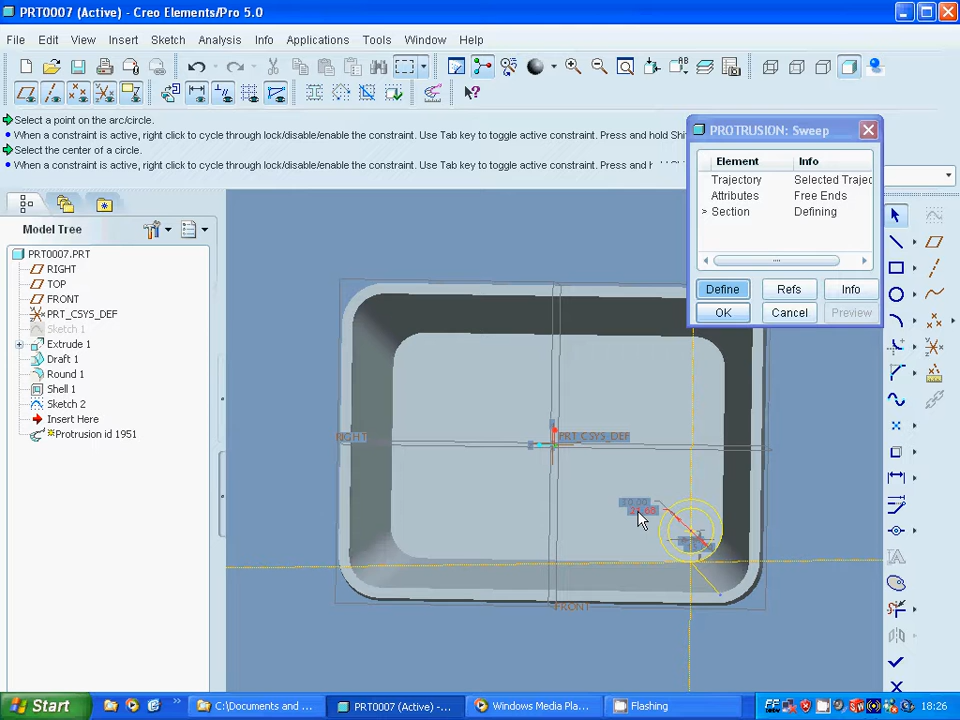 PRT0007 (Active) - Creo Elements/Pro 5.0
File Edit View Insert Sketch Analysis Info Applications Tools Window Help
Select a point on the arc/circle.
When a constraint is active, right click to cycle through lock/disable/enable the constraint. Use Tab key to toggle active constraint. Press and hold Shi
Select the center of a circle.
When a constraint is active, right click to cycle through lock/disable/enable the constraint. Use Tab key to toggle active constraint. Press and h
PROTRUSION: Sweep
Element Info
Trajectory Selected Trajec
Attributes Free Ends
> Section Defining
Define Refs Info
OK Cancel Preview
Model Tree
PRT0007.PRT
RIGHT
TOP
FRONT
PRT_CSYS_DEF
Sketch 1
Extrude 1
Draft 1
Round 1
Shell 1
Sketch 2
Insert Here
Protrusion id 1951
RIGHT
PRT_CSYS_DEF
FRONT
Start
C:\Documents and ...
PRT0007 (Active) -...
Windows Media Pla...
Flashing
18:26